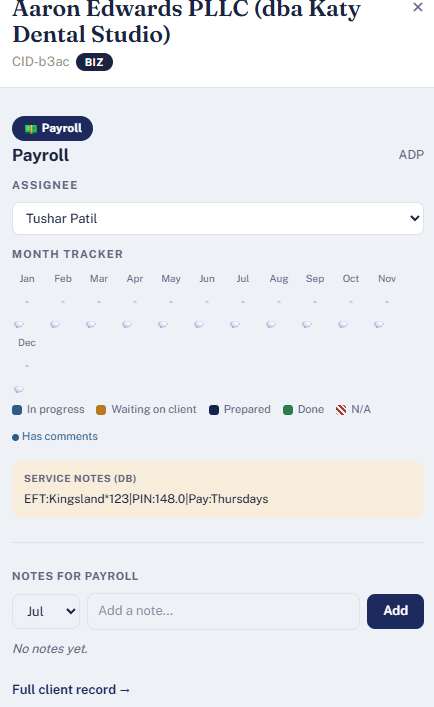 Aaron Edwards PLLC (dba Katy
Dental Studio)
CID-b3ac BIZ
Payroll
Payroll ADP
ASSIGNEE
Tushar Patil
MONTH TRACKER
Jan Feb Mar Apr May Jun Jul Aug Sep Oct Nov
Dec
In progress Waiting on client Prepared Done N/A
Has comments
SERVICE NOTES (DB)
EFT:Kingsland*123|PIN:148.0|Pay:Thursdays
NOTES FOR PAYROLL
Jul Add a note... Add
No notes yet.
Full client record →